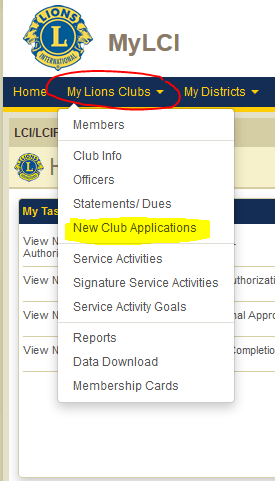 LIONS
INTERNATIONAL
MyLCI
Home My Lions Clubs My Districts
Members
LCI/LCIF
Club Info
H
Officers
Statements/ Dues
My Tas
New Club Applications
View N
Authori
Service Activities
View N uthorizati
Signature Service Activities
Service Activity Goals
View N nal Appro
Reports
View N Completio
Data Download
Membership Cards